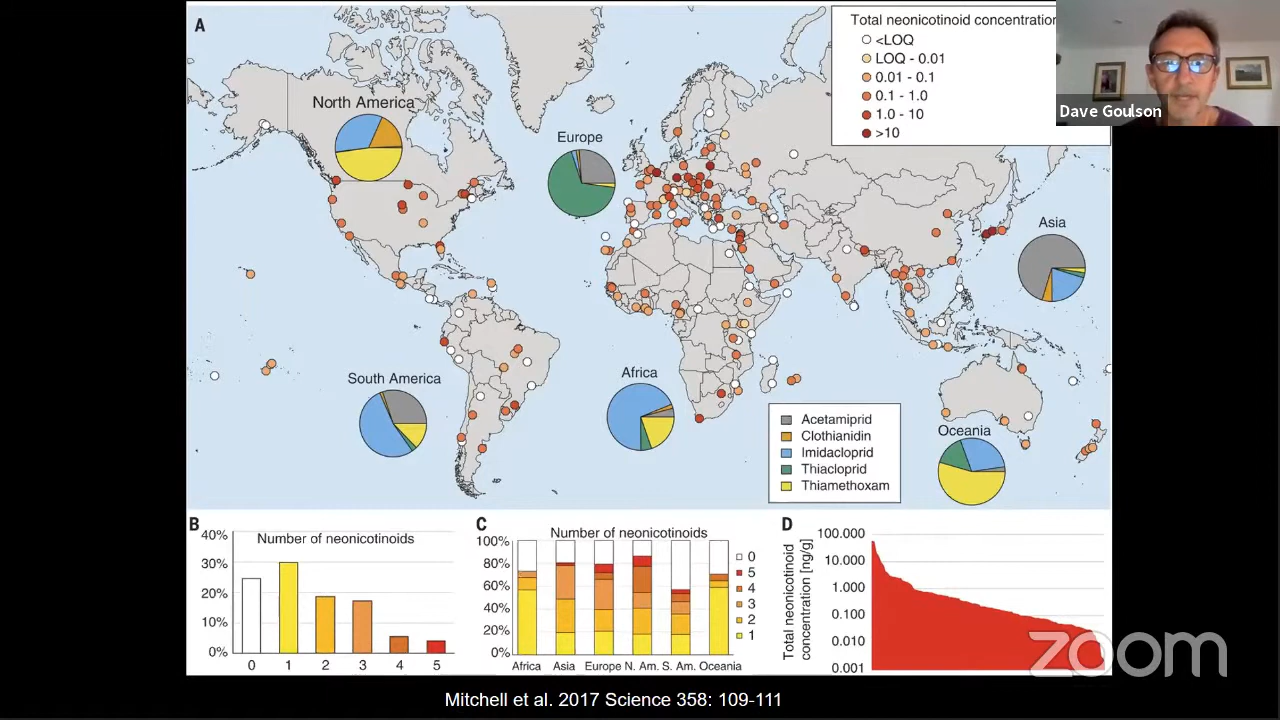 A
Total neonicotinoid concentration
<LOQ
LOQ - 0.01
0.01 - 0.1
0.1 - 1.0
1.0 - 10
>10
Dave Goulson
North America
Europe
Asia
South America
Africa
Oceania
Acetamiprid
Clothianidin
Imidacloprid
Thiacloprid
Thiamethoxam
B
Number of neonicotinoids
40%
30%
20%
10%
0%
0 1 2 3 4 5
C
Number of neonicotinoids
100%
80%
60%
40%
20%
0%
0
5
4
3
2
1
Africa Asia Europe N. Am. S. Am. Oceania
D
Total neonicotinoid
concentration [ng/g]
100.000
10.000
1.000
0.100
0.010
0.001
zoom
Mitchell et al. 2017 Science 358: 109-111